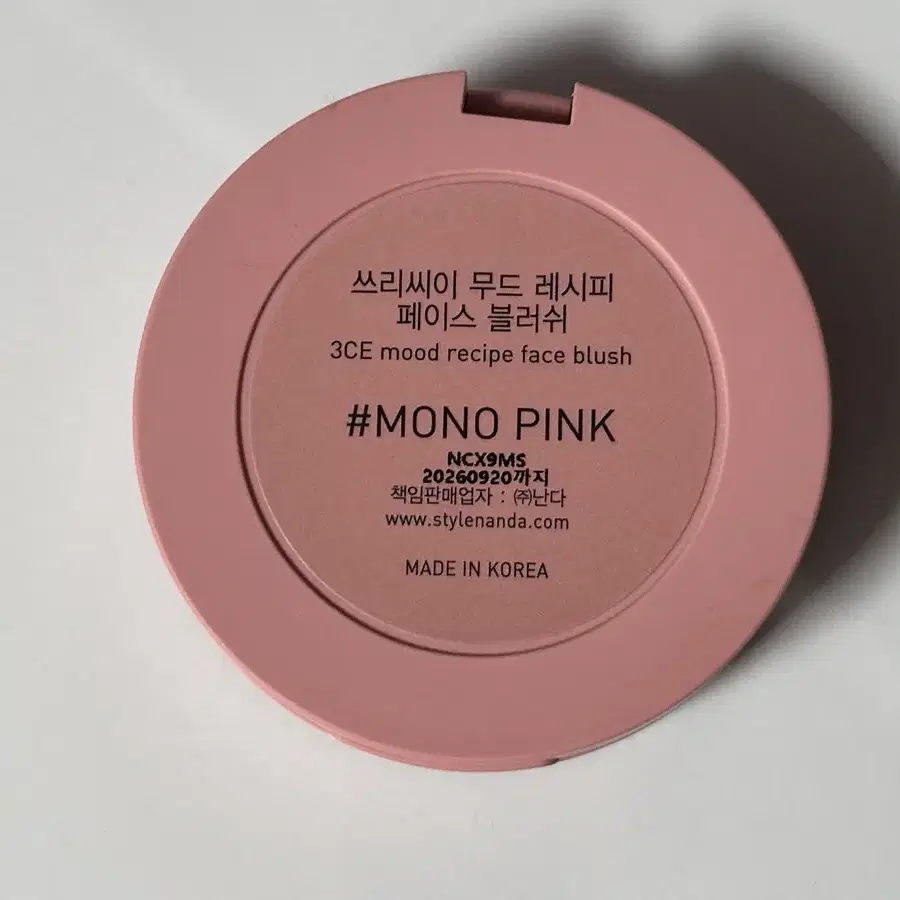 쓰리씨이 무드 레시피
페이스 블러쉬
3CE mood recipe face blush
#MONO PINK
NCX9MS
20260920까지
책임판매업자 : ㈜난다
www.stylenanda.com
MADE IN KOREA